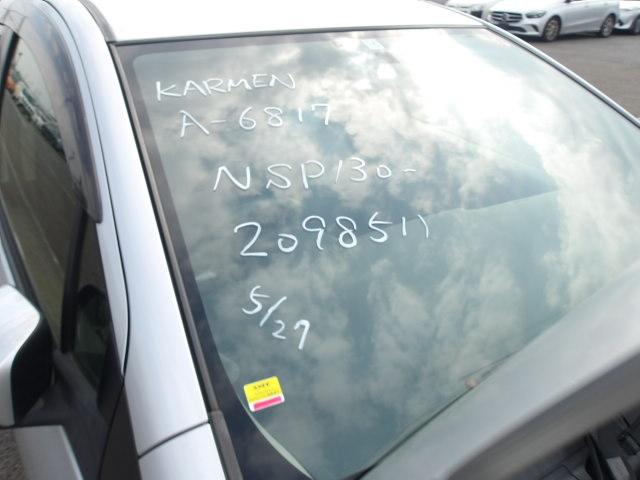 KARMEN
A-6817
NSP130-
2098511
5/27